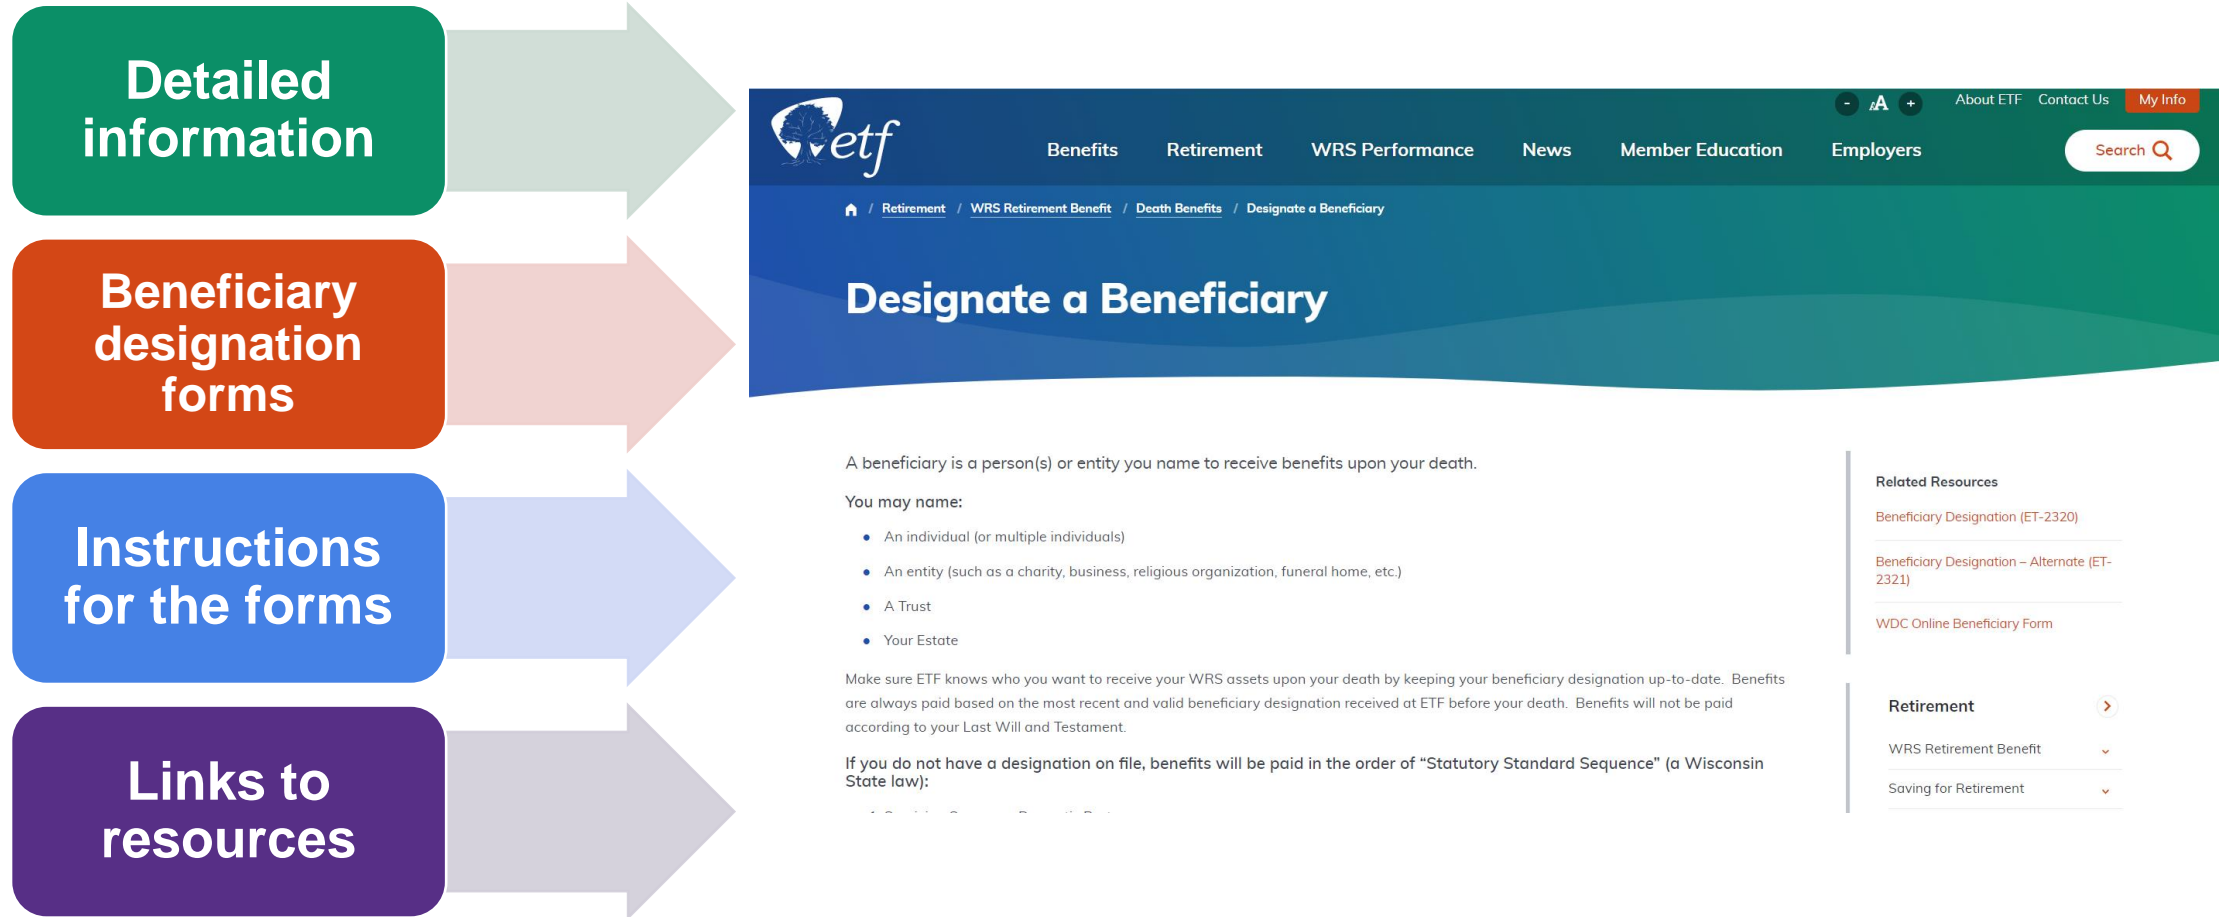 Detailed
information
Beneficiary
designation
forms
Instructions
for the forms
Links to
resources
etf
- AA +
About ETF Contact Us My Info
Benefits Retirement WRS Performance News Member Education Employers
Search
/ Retirement / WRS Retirement Benefit / Death Benefits / Designate a Beneficiary
Designate a Beneficiary
A beneficiary is a person(s) or entity you name to receive benefits upon your death.
You may name:
• An individual (or multiple individuals)
• An entity (such as a charity, business, religious organization, funeral home, etc.)
• A Trust
• Your Estate
Make sure ETF knows who you want to receive your WRS assets upon your death by keeping your beneficiary designation up-to-date. Benefits
are always paid based on the most recent and valid beneficiary designation received at ETF before your death. Benefits will not be paid
according to your Last Will and Testament.
If you do not have a designation on file, benefits will be paid in the order of “Statutory Standard Sequence” (a Wisconsin
State law):
Related Resources
Beneficiary Designation (ET-2320)
Beneficiary Designation – Alternate (ET-
2321)
WDC Online Beneficiary Form
Retirement
WRS Retirement Benefit
Saving for Retirement